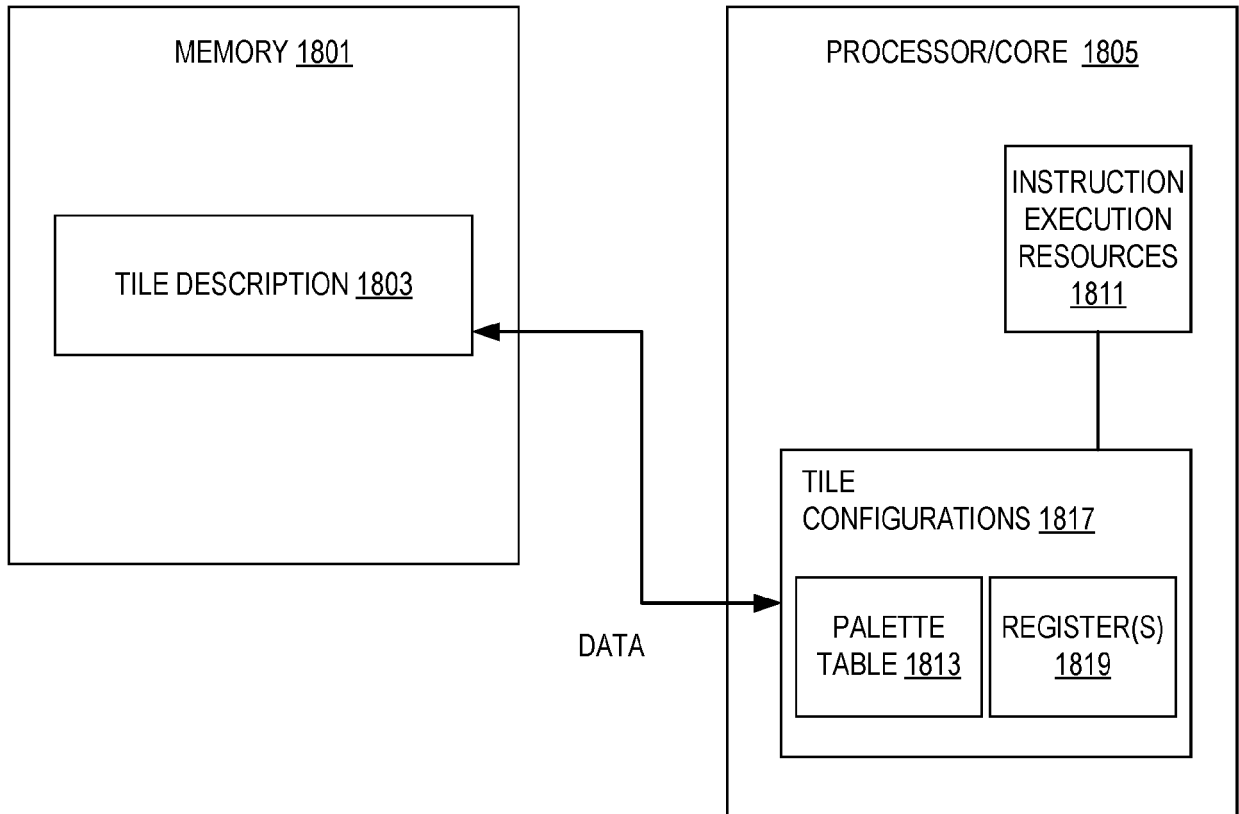 MEMORY 1801
PROCESSOR/CORE 1805
INSTRUCTION
EXECUTION
RESOURCES
1811
TILE DESCRIPTION 1803
TILE
CONFIGURATIONS 1817
DATA
PALETTE
TABLE 1813
REGISTER(S)
1819